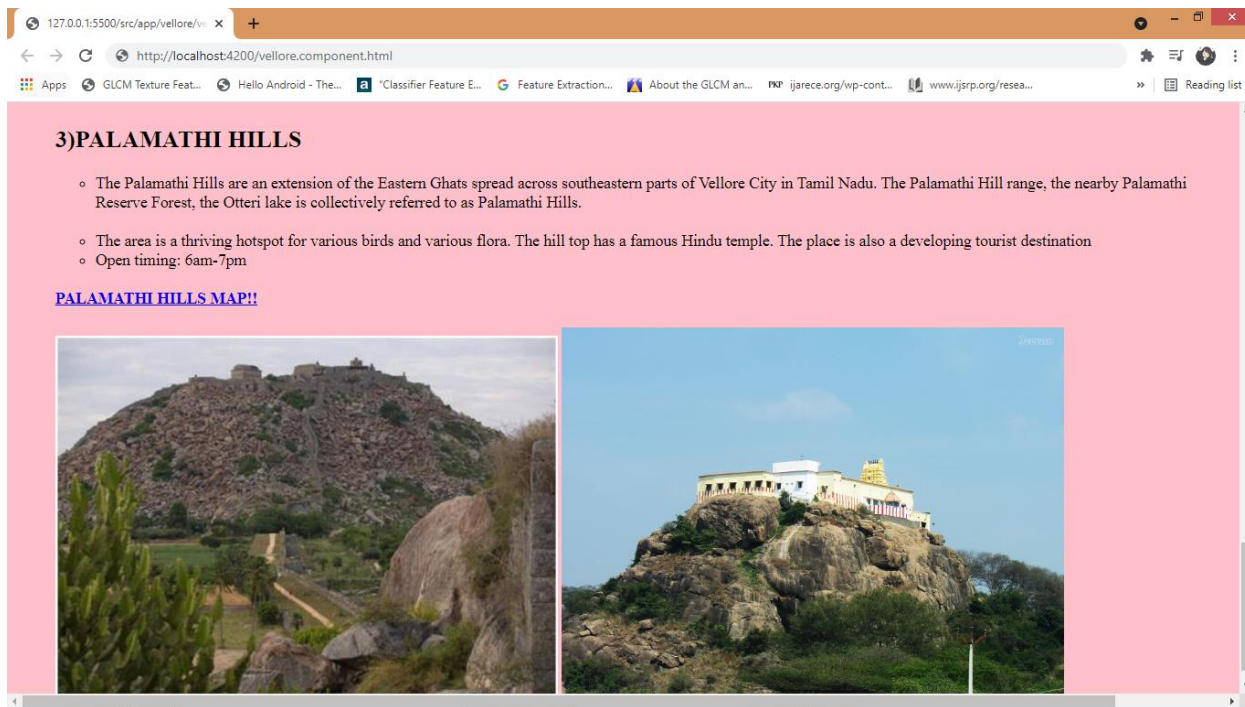 127.0.0.1:5500/src/app/vellore/ve
http://localhost:4200/vellore.component.html
Apps GLCM Texture Feat... Hello Android - The... "Classifier Feature E... Feature Extraction... About the GLCM an... PKP ijarece.org/wp-cont... www.ijsrp.org/resea... » Reading list
3)PALAMATHI HILLS
The Palamathi Hills are an extension of the Eastern Ghats spread across southeastern parts of Vellore City in Tamil Nadu. The Palamathi Hill range, the nearby Palamathi
Reserve Forest, the Otteri lake is collectively referred to as Palamathi Hills.
The area is a thriving hotspot for various birds and various flora. The hill top has a famous Hindu temple. The place is also a developing tourist destination
Open timing: 6am-7pm
PALAMATHI HILLS MAP!!